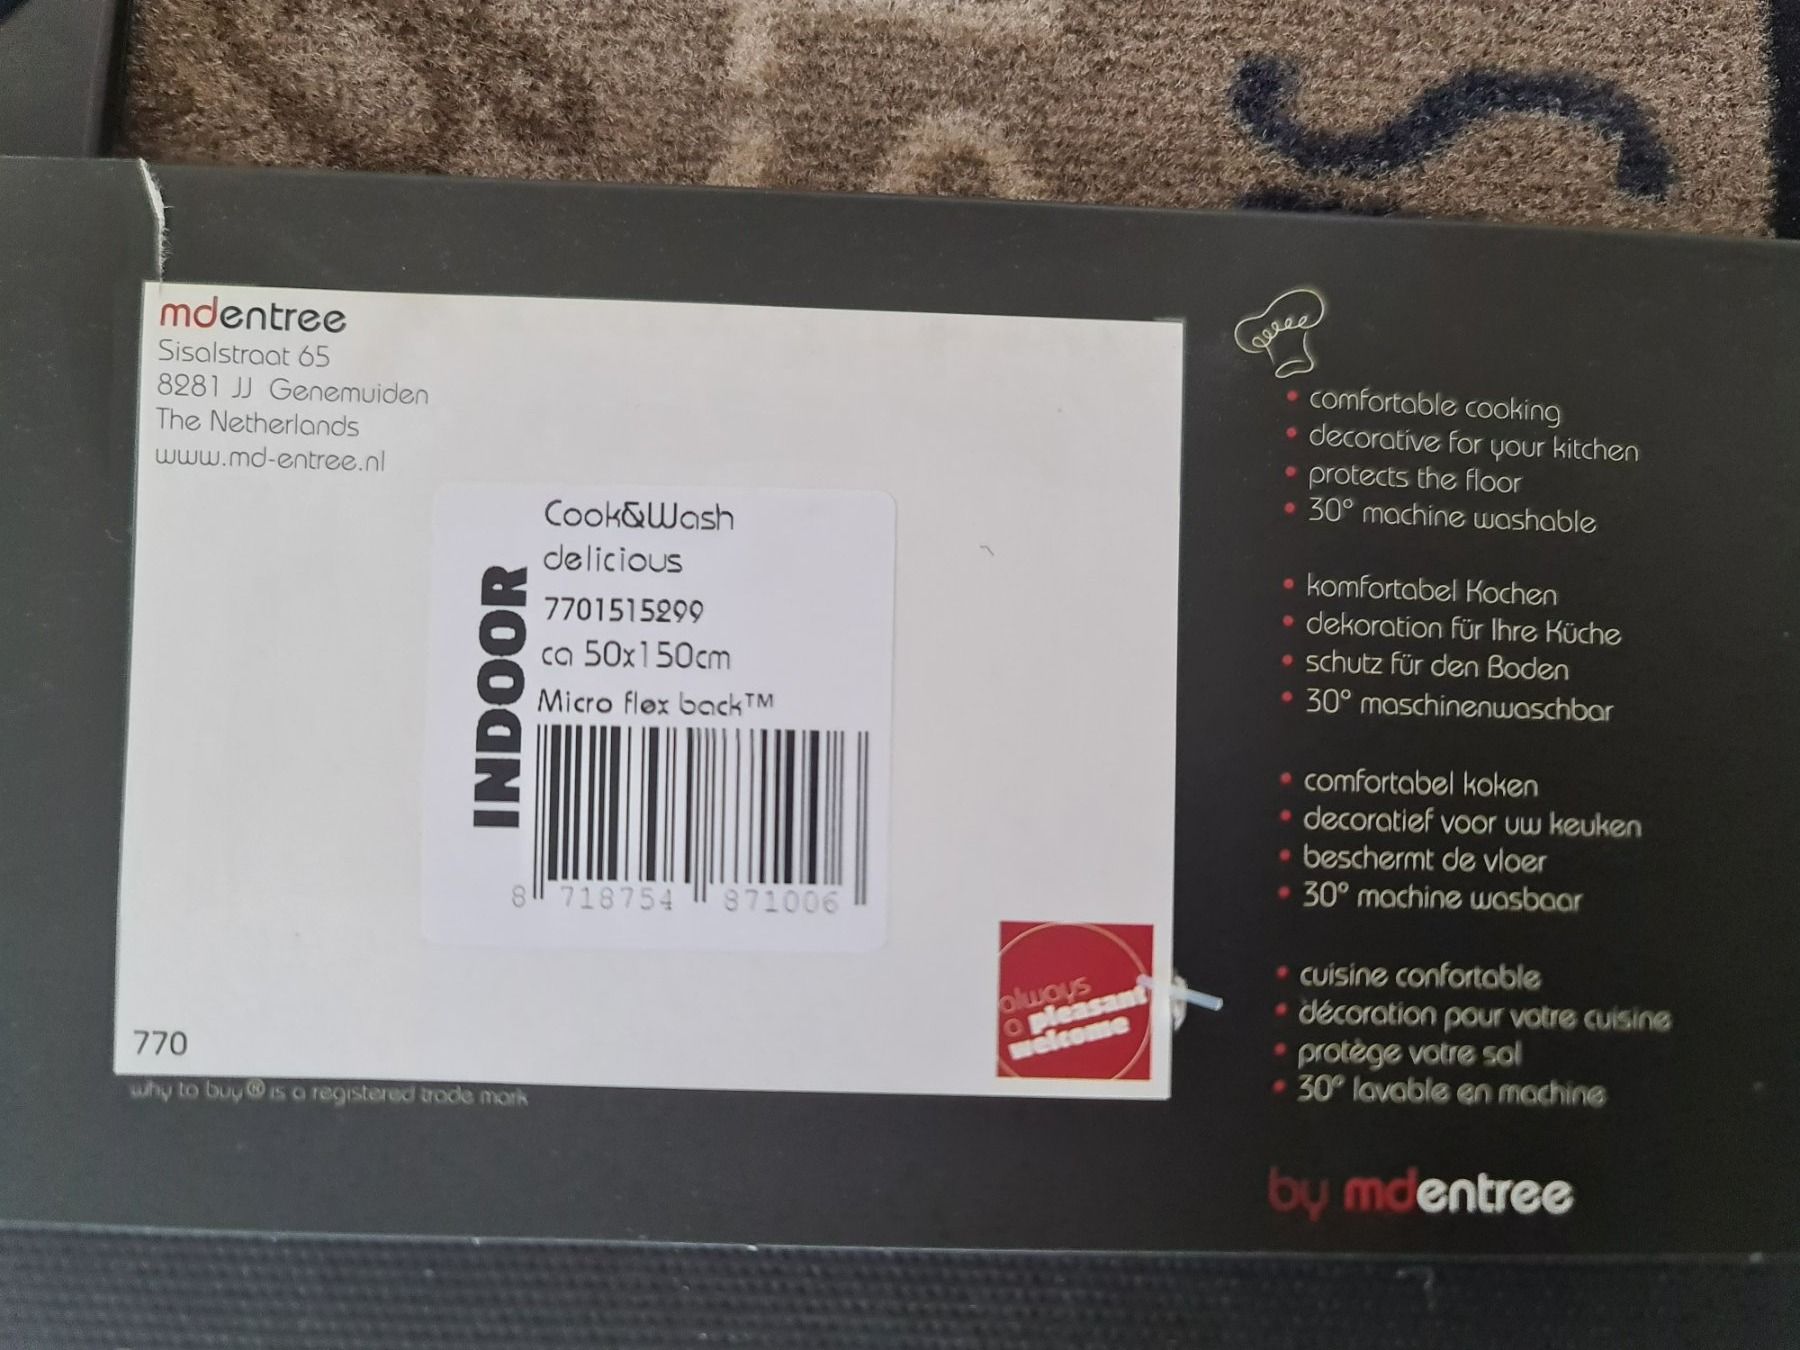 mdentree
Sisalstraat 65
8281 JJ Genemuiden
The Netherlands
www.md-entree.nl
INDOOR
Cook&Wash
delicious
7701515299
ca 50x150cm
Micro flex back™
8 718754 871006
always
a pleasant
welcome
770
why to buy® is a registered trade mark
• comfortable cooking
• decorative for your kitchen
• protects the floor
• 30° machine washable
• komfortabel Kochen
• dekoration für Ihre Küche
• schutz für den Boden
• 30° maschinenwaschbar
• comfortabel koken
• decoratief voor uw keuken
• beschermt de vloer
• 30° machine wasbaar
• cuisine confortable
• décoration pour votre cuisine
• protège votre sol
• 30° lavable en machine
by mdentree